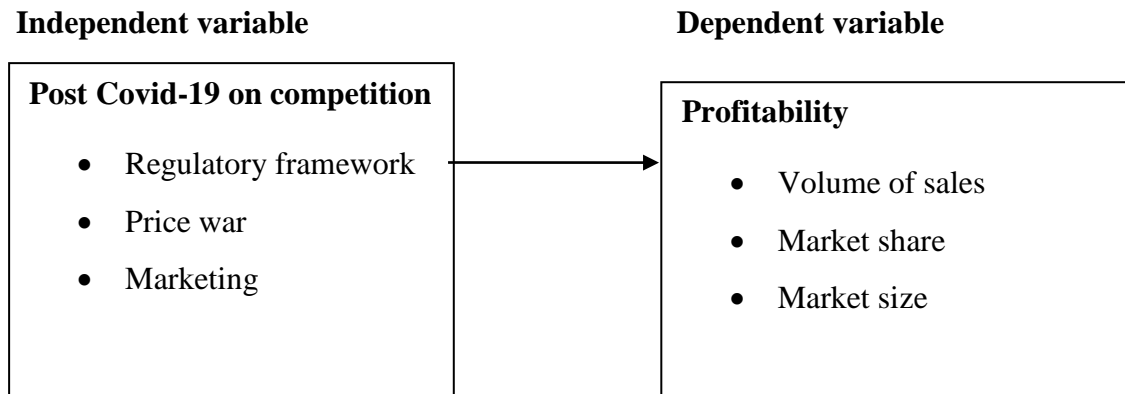 Independent variable
Dependent variable
Post Covid-19 on competition
• Regulatory framework
• Price war
• Marketing
Profitability
• Volume of sales
• Market share
• Market size